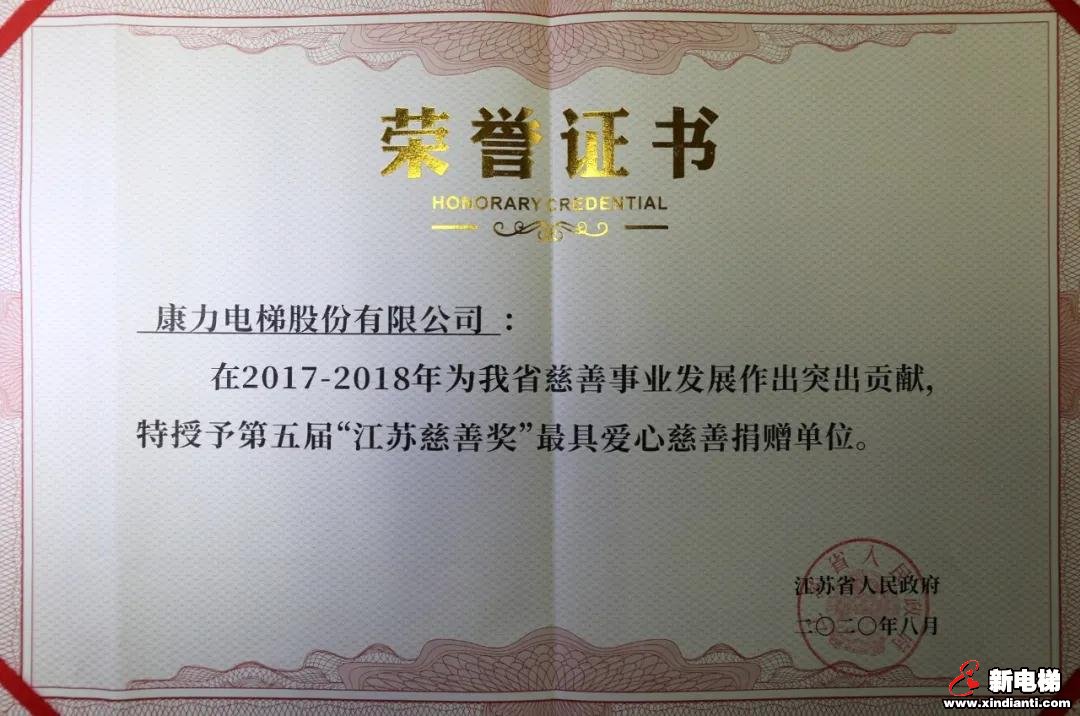 荣誉证书
HONORARY CREDENTIAL
康力电梯股份有限公司：
在2017-2018年为我省慈善事业发展作出突出贡献，
特授予第五届“江苏慈善奖”最具爱心慈善捐赠单位。
江苏省人民政府
二〇二〇年八月
新电梯
www.xindianti.com